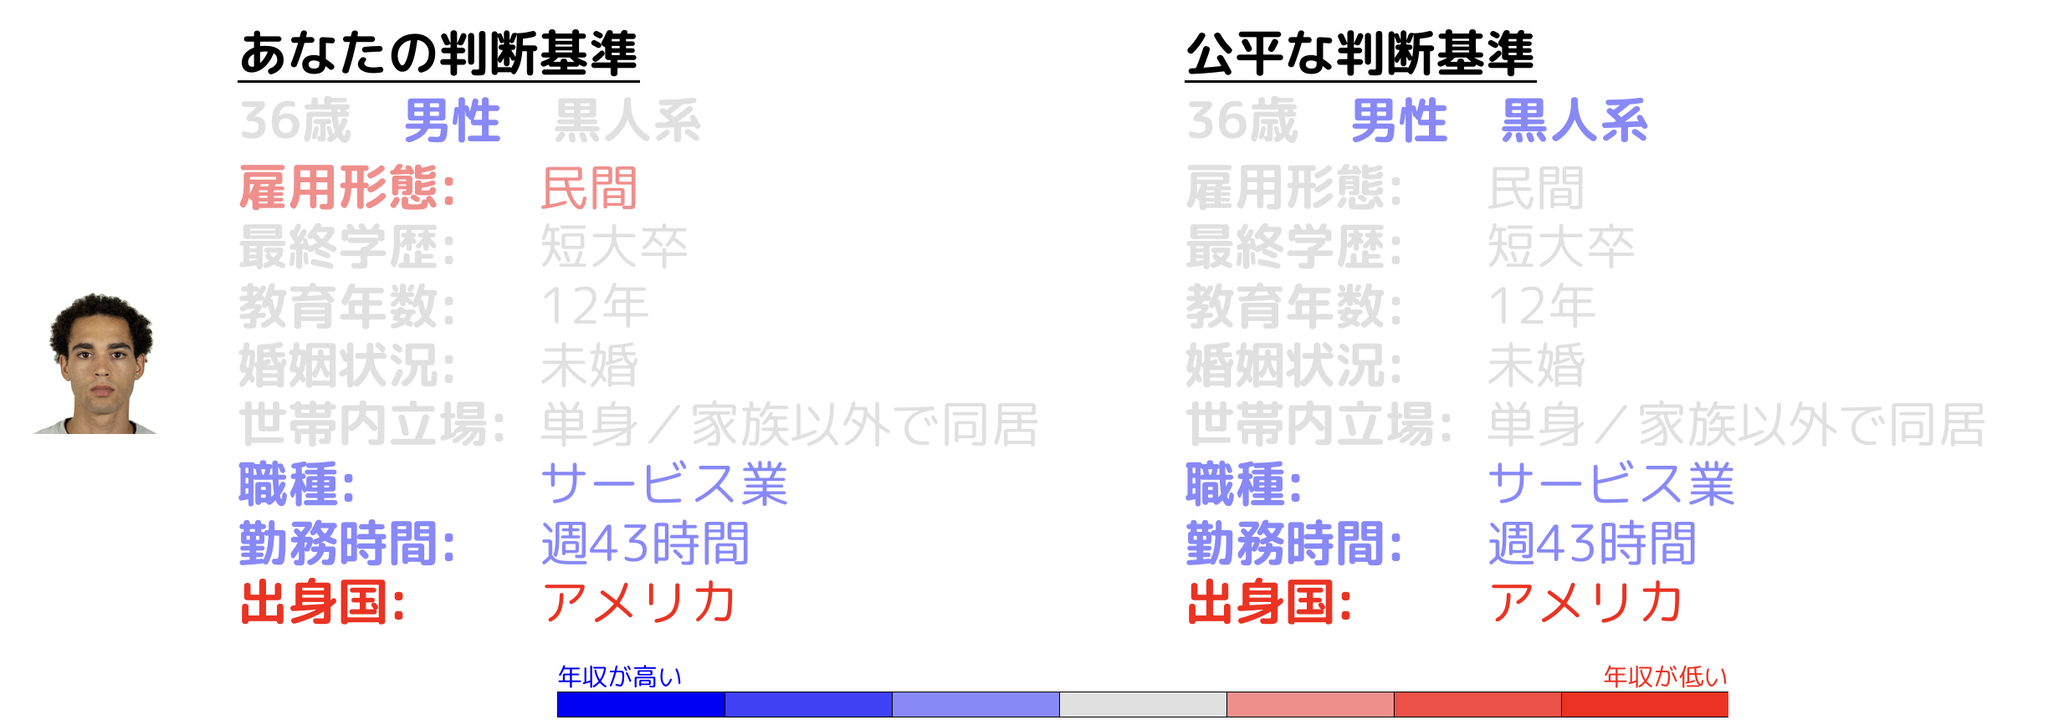 あなたの判断基準
36歳 男性 黒人系
雇用形態: 民間
最終学歴: 短大卒
教育年数: 12年
婚姻状況: 未婚
世帯内立場: 単身／家族以外で同居
職種: サービス業
勤務時間: 週43時間
出身国: アメリカ
公平な判断基準
36歳 男性 黒人系
雇用形態: 民間
最終学歴: 短大卒
教育年数: 12年
婚姻状況: 未婚
世帯内立場: 単身／家族以外で同居
職種: サービス業
勤務時間: 週43時間
出身国: アメリカ
年収が高い
年収が低い